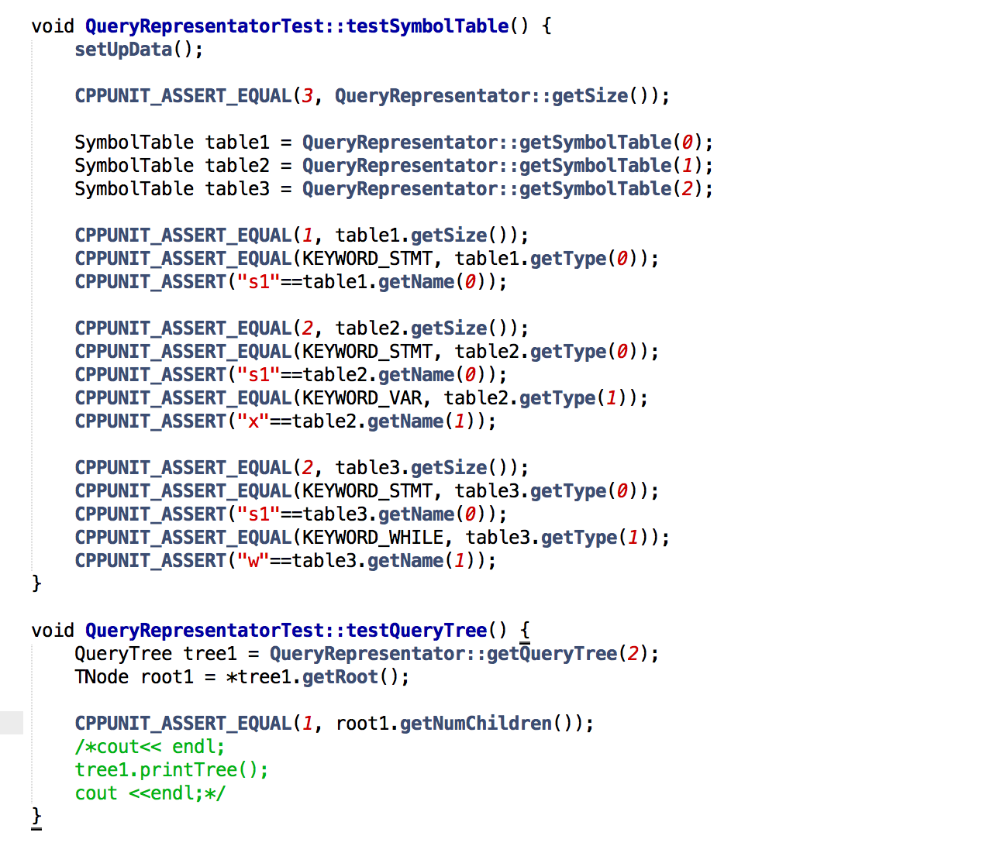 void QueryRepresentatorTest::testSymbolTable() {
setUpData();
CPPUNIT_ASSERT_EQUAL(3, QueryRepresentator::getSize());
SymbolTable table1 = QueryRepresentator::getSymbolTable(0);
SymbolTable table2 = QueryRepresentator::getSymbolTable(1);
SymbolTable table3 = QueryRepresentator::getSymbolTable(2);
CPPUNIT_ASSERT_EQUAL(1, table1.getSize());
CPPUNIT_ASSERT_EQUAL(KEYWORD_STMT, table1.getType(0));
CPPUNIT_ASSERT("s1"==table1.getName(0));
CPPUNIT_ASSERT_EQUAL(2, table2.getSize());
CPPUNIT_ASSERT_EQUAL(KEYWORD_STMT, table2.getType(0));
CPPUNIT_ASSERT("s1"==table2.getName(0));
CPPUNIT_ASSERT_EQUAL(KEYWORD_VAR, table2.getType(1));
CPPUNIT_ASSERT("x"==table2.getName(1));
CPPUNIT_ASSERT_EQUAL(2, table3.getSize());
CPPUNIT_ASSERT_EQUAL(KEYWORD_STMT, table3.getType(0));
CPPUNIT_ASSERT("s1"==table3.getName(0));
CPPUNIT_ASSERT_EQUAL(KEYWORD_WHILE, table3.getType(1));
CPPUNIT_ASSERT("w"==table3.getName(1));
}
void QueryRepresentatorTest::testQueryTree() {
QueryTree tree1 = QueryRepresentator::getQueryTree(2);
TNode root1 = *tree1.getRoot();
CPPUNIT_ASSERT_EQUAL(1, root1.getNumChildren());
/*cout<< endl;
tree1.printTree();
cout <<endl;*/
}